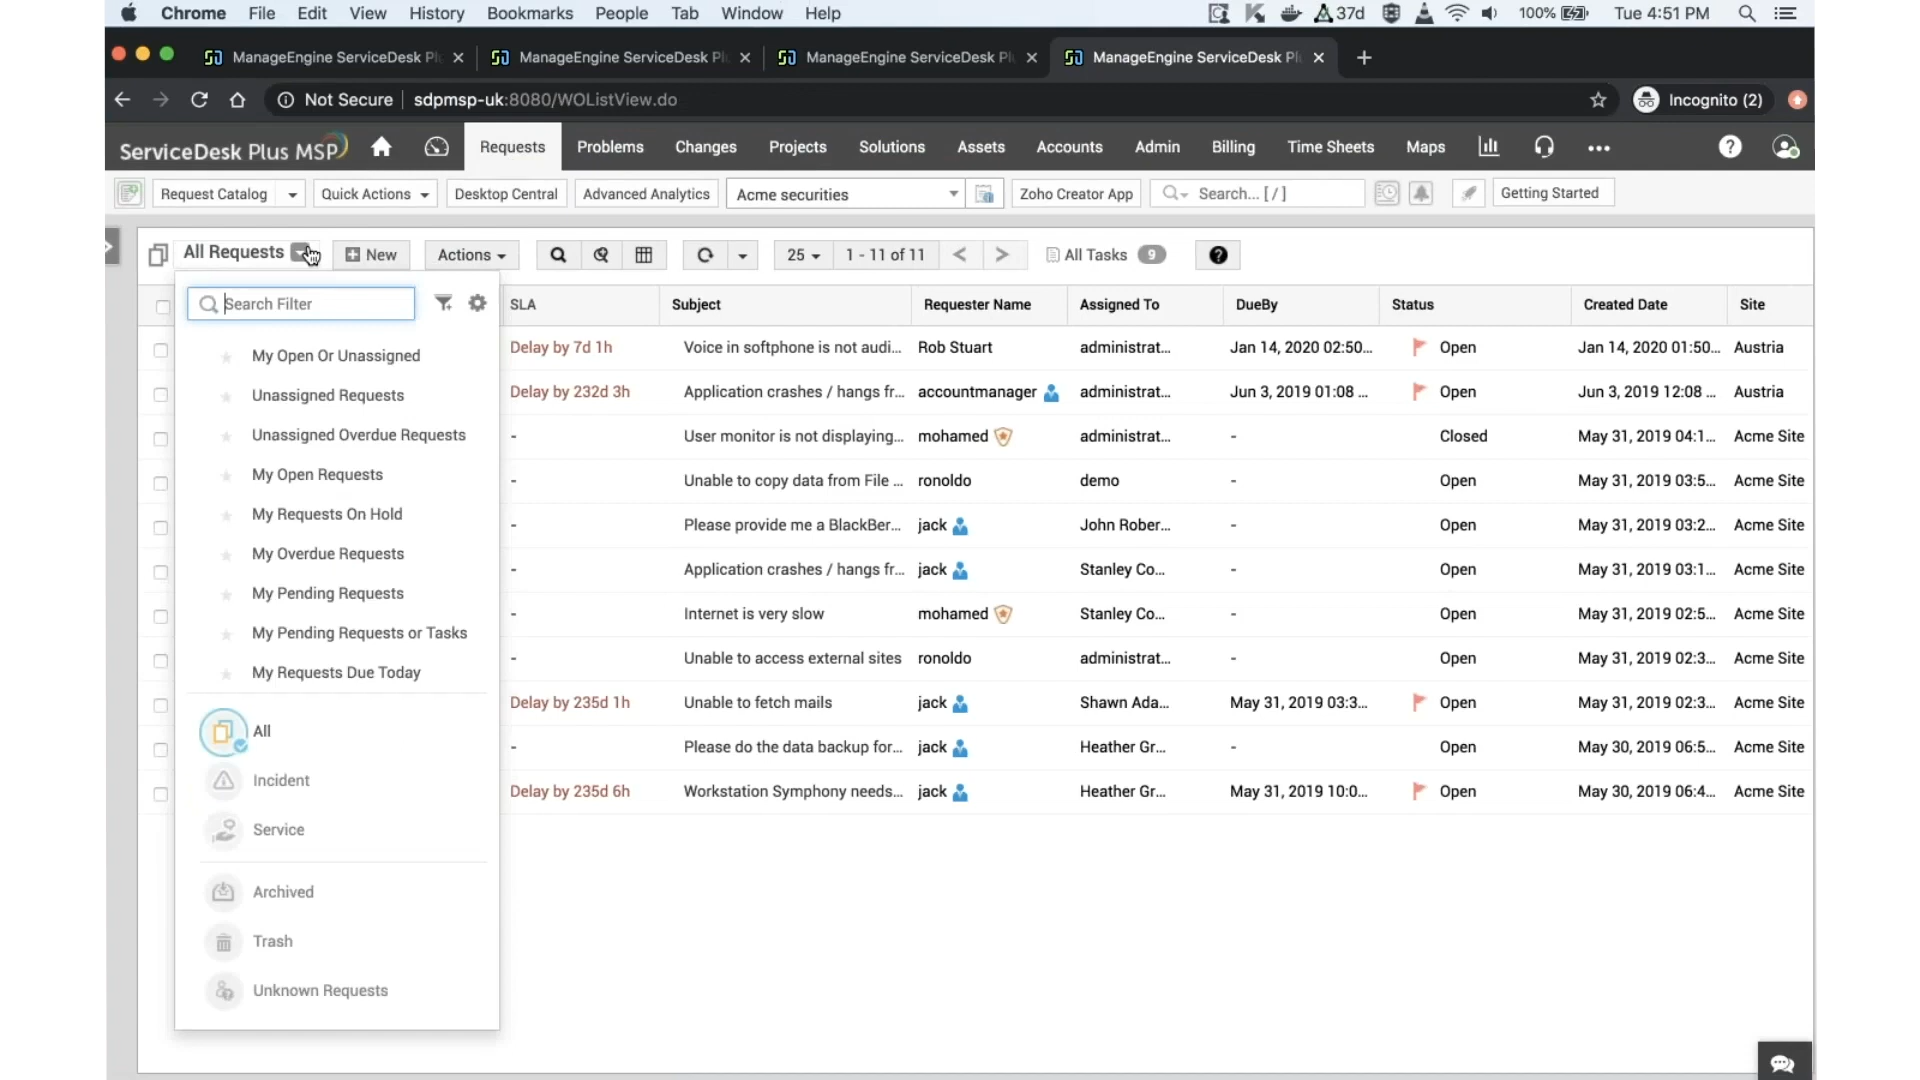 Chrome File Edit View History Bookmarks People Tab Window Help 37d 100% Tue 4:51 PM
ManageEngine ServiceDesk Pl ManageEngine ServiceDesk Pl ManageEngine ServiceDesk Pl ManageEngine ServiceDesk Pl
Not Secure sdpmsp-uk:8080/WOListView.do Incognito (2)
ServiceDesk Plus MSP Requests Problems Changes Projects Solutions Assets Accounts Admin Billing Time Sheets Maps
Request Catalog Quick Actions Desktop Central Advanced Analytics Acme securities Zoho Creator App Search... [ / ] Getting Started
All Requests New Actions 25 1 - 11 of 11 All Tasks 9
Search Filter
SLA Subject Requester Name Assigned To DueBy Status Created Date Site
My Open Or Unassigned
Unassigned Requests
Unassigned Overdue Requests
My Open Requests
My Requests On Hold
My Overdue Requests
My Pending Requests
My Pending Requests or Tasks
My Requests Due Today
All
Incident
Service
Archived
Trash
Unknown Requests
Delay by 7d 1h Voice in softphone is not audi... Rob Stuart administrat... Jan 14, 2020 02:50... Open Jan 14, 2020 01:50... Austria
Delay by 232d 3h Application crashes / hangs fr... accountmanager administrat... Jun 3, 2019 01:08 ... Open Jun 3, 2019 12:08 ... Austria
- User monitor is not displaying... mohamed administrat... - Closed May 31, 2019 04:1... Acme Site
- Unable to copy data from File ... ronoldo demo - Open May 31, 2019 03:5... Acme Site
- Please provide me a BlackBer... jack John Rober... - Open May 31, 2019 03:2... Acme Site
- Application crashes / hangs fr... jack Stanley Co... - Open May 31, 2019 03:1... Acme Site
- Internet is very slow mohamed Stanley Co... - Open May 31, 2019 02:5... Acme Site
- Unable to access external sites ronoldo administrat... - Open May 31, 2019 02:3... Acme Site
Delay by 235d 1h Unable to fetch mails jack Shawn Ada... May 31, 2019 03:3... Open May 31, 2019 02:3... Acme Site
- Please do the data backup for... jack Heather Gr... - Open May 30, 2019 06:5... Acme Site
Delay by 235d 6h Workstation Symphony needs... jack Heather Gr... May 31, 2019 10:0... Open May 30, 2019 06:4... Acme Site